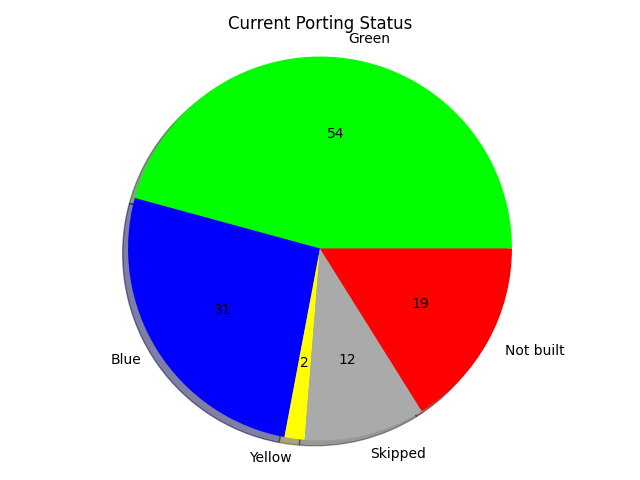 Current Porting Status
Green
54
31
19
2
12
Not built
Blue
Skipped
Yellow